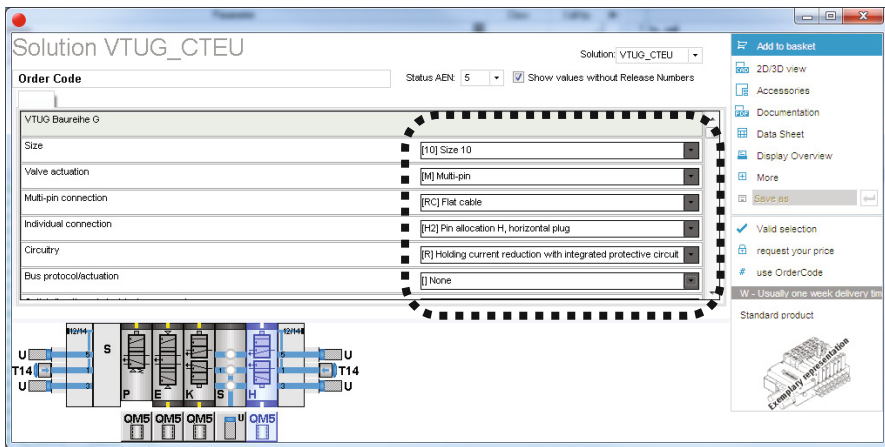 Solution VTUG_CTEU
Solution: VTUG_CTEU
Order Code
Status AEN: 5
Show values without Release Numbers
VTUG Baureihe G
Size
[10] Size 10
Valve actuation
[M] Multi-pin
Multi-pin connection
[RC] Flat cable
Individual connection
[H2] Pin allocation H, horizontal plug
Circuitry
[R] Holding current reduction with integrated protective circuit
Bus protocol/actuation
[] None
Add to basket
2D/3D view
Accessories
Documentation
Data Sheet
Display Overview
More
Save as
Valid selection
request your price
# use OrderCode
W - Usually one week delivery tim
Standard product
Exemplary representation
12/14
12/14
S
U
5
5
U
T14
1
1
1
T14
U
3
3
U
P E K S H
QM5 QM5 QM5 U QM5